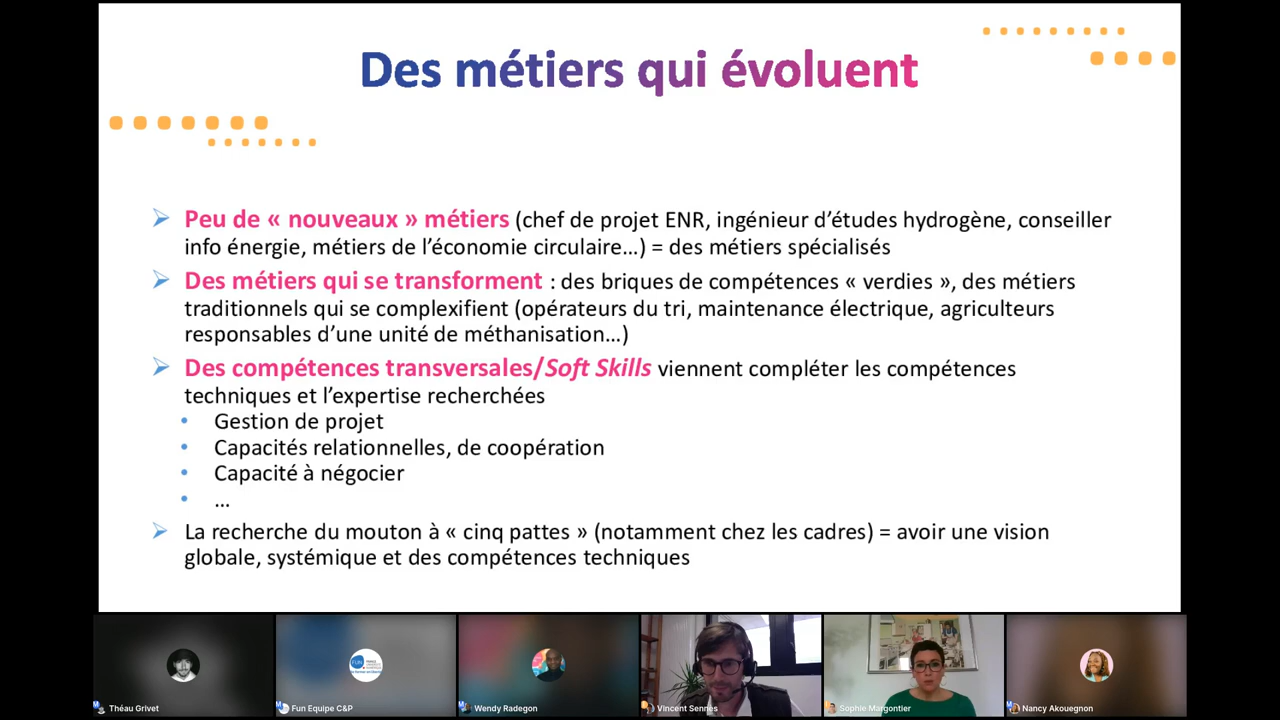 Des métiers qui évoluent
Peu de « nouveaux » métiers (chef de projet ENR, ingénieur d’études hydrogène, conseiller
info énergie, métiers de l’économie circulaire…) = des métiers spécialisés
Des métiers qui se transforment : des briques de compétences « verdies », des métiers
traditionnels qui se complexifient (opérateurs du tri, maintenance électrique, agriculteurs
responsables d’une unité de méthanisation…)
Des compétences transversales/Soft Skills viennent compléter les compétences
techniques et l’expertise recherchées
Gestion de projet
Capacités relationnelles, de coopération
Capacité à négocier
…
La recherche du mouton à « cinq pattes » (notamment chez les cadres) = avoir une vision
globale, systémique et des compétences techniques
FUN
Théau Grivet
Fun Equipe C&P
Wendy Radegon
Vincent Sennes
Sophie Margontier
Nancy Akouegnon